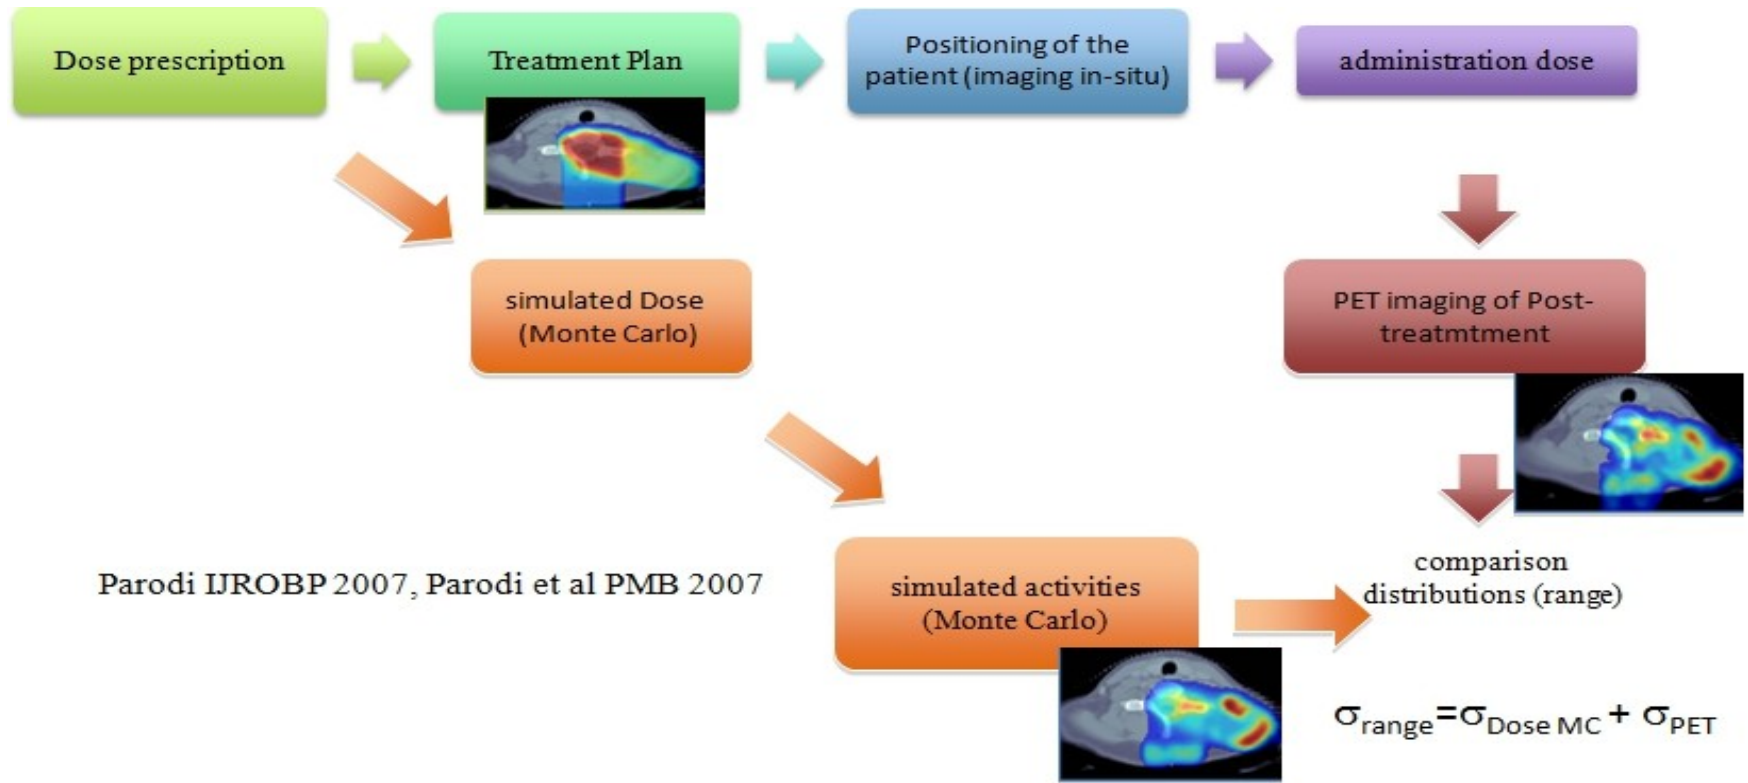 Dose prescription
Treatment Plan
Positioning of the
patient (imaging in-situ)
administration dose
simulated Dose
(Monte Carlo)
PET imaging of Post-
treatmtment
Parodi IJROBP 2007, Parodi et al PMB 2007
simulated activities
(Monte Carlo)
comparison
distributions (range)
σrange=σDose MC + σPET